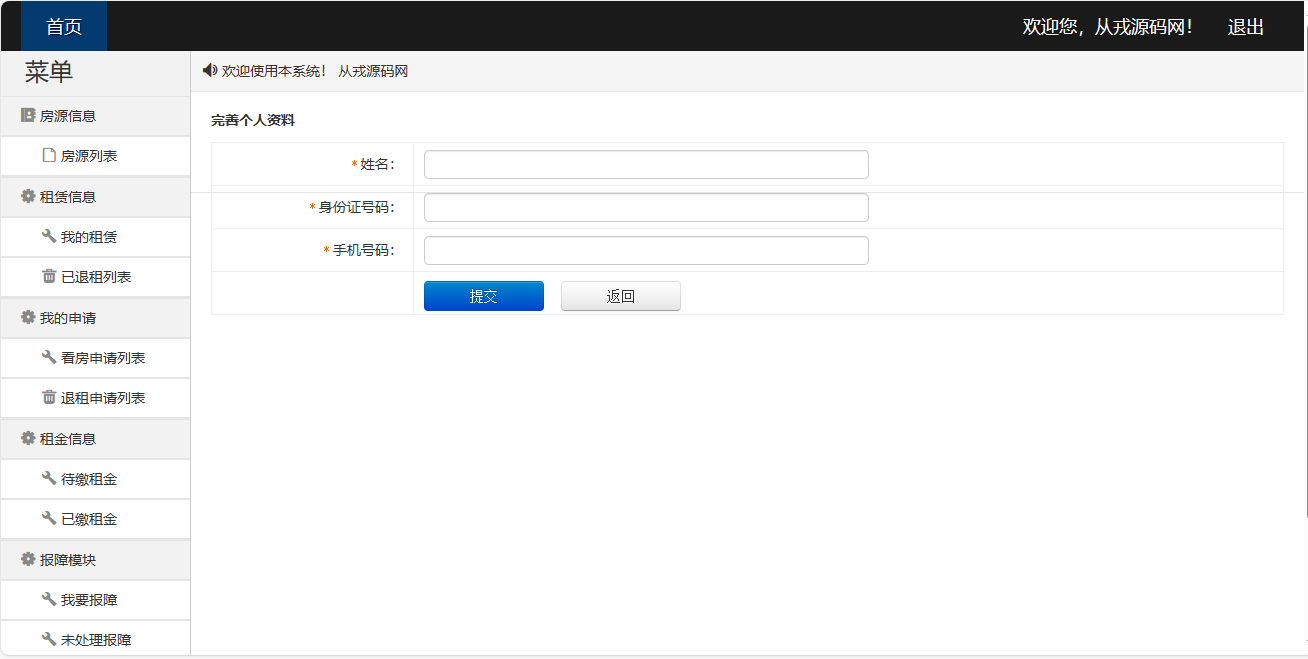 首页
欢迎您，从戎源码网！
退出
菜单
欢迎使用本系统！ 从戎源码网
房源信息
房源列表
租赁信息
我的租赁
已退租列表
我的申请
看房申请列表
退租申请列表
租金信息
待缴租金
已缴租金
报障模块
我要报障
未处理报障
完善个人资料
*姓名：
*身份证号码：
*手机号码：
提交
返回